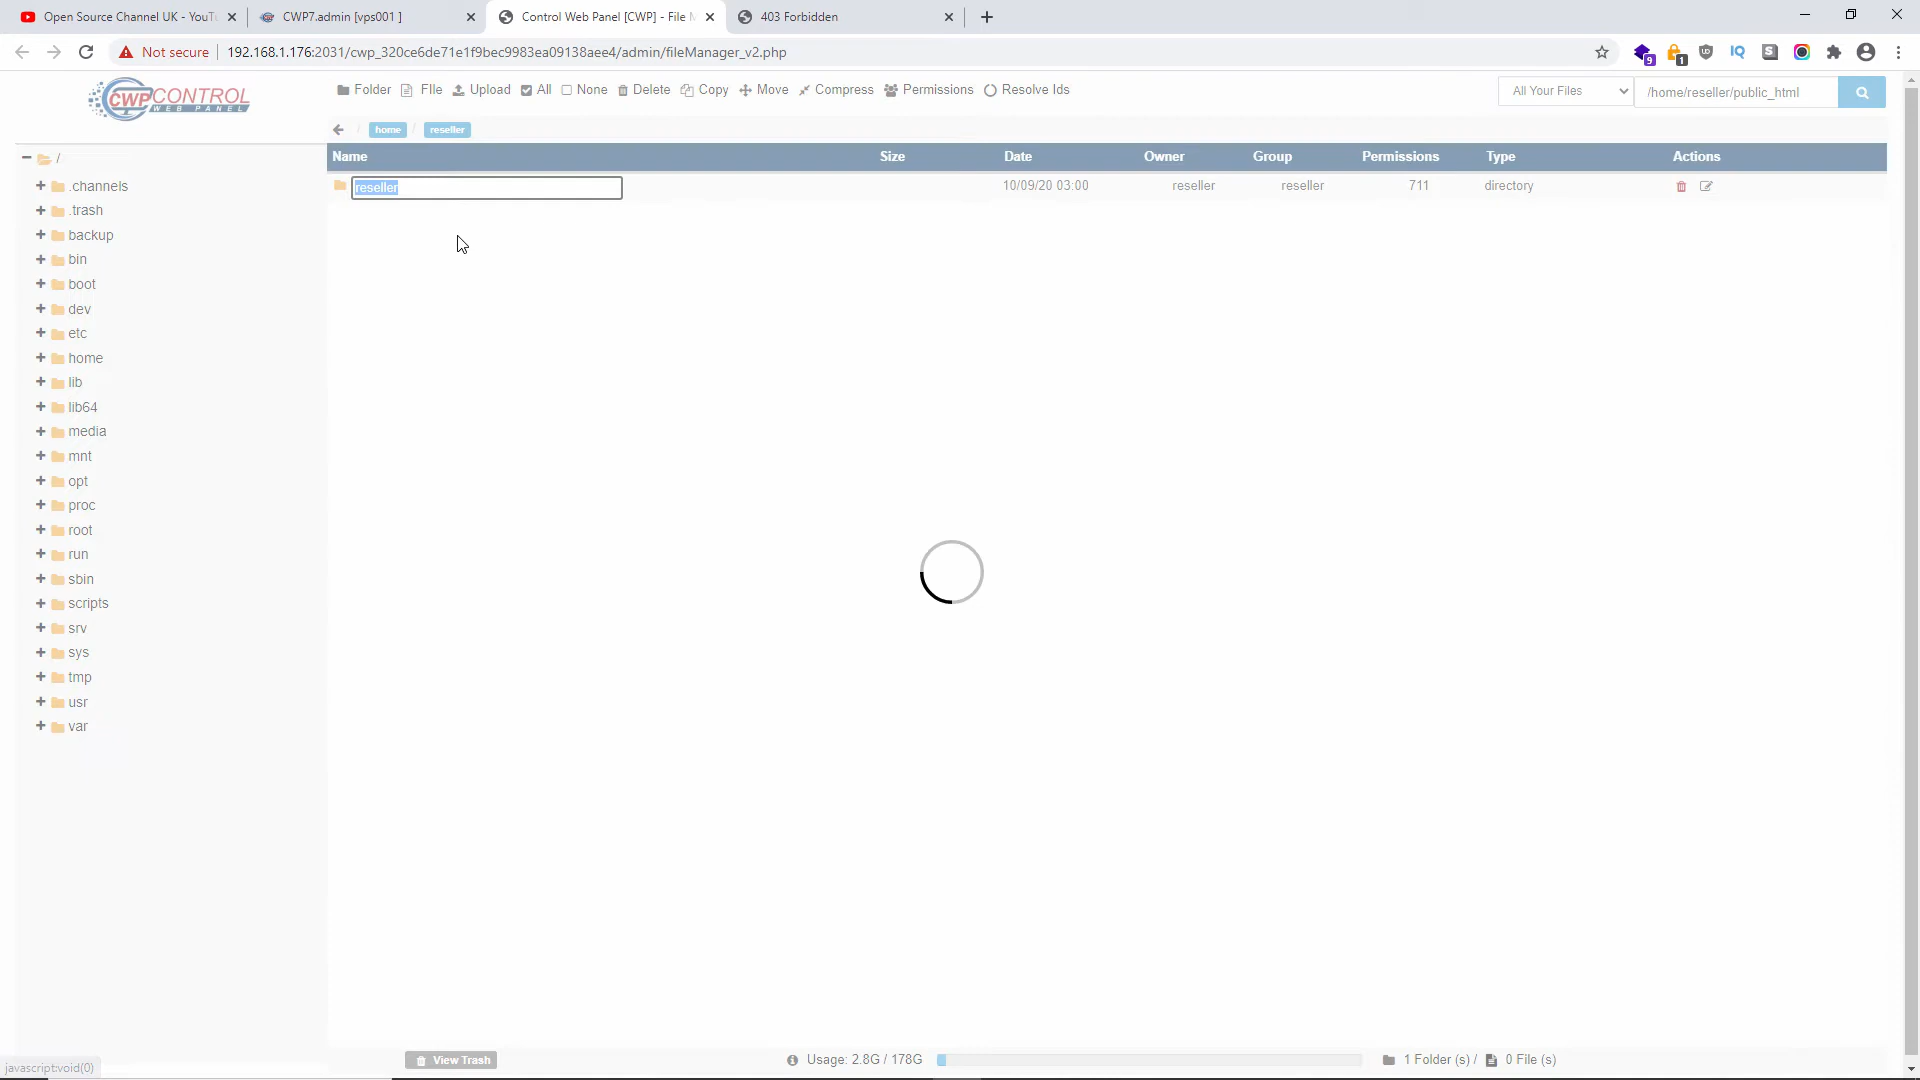 Open Source Channel UK - YouTu
CWP7.admin [vps001 ]
Control Web Panel [CWP] - File M
403 Forbidden
Not secure
192.168.1.176:2031/cwp_320ce6de71e1f9bec9983ea09138aee4/admin/fileManager_v2.php
9
1
IQ
S
CWP CONTROL
WEB PANEL
Folder
FIle
Upload
All
None
Delete
Copy
Move
Compress
Permissions
Resolve Ids
All Your Files
/home/reseller/public_html
/ home / reseller
Name Size Date Owner Group Permissions Type Actions
reseller 10/09/20 03:00 reseller reseller 711 directory
/
.channels
.trash
backup
bin
boot
dev
etc
home
lib
lib64
media
mnt
opt
proc
root
run
sbin
scripts
srv
sys
tmp
usr
var
View Trash
Usage: 2.8G / 178G
1 Folder (s) / 0 File (s)
javascript:void(0)